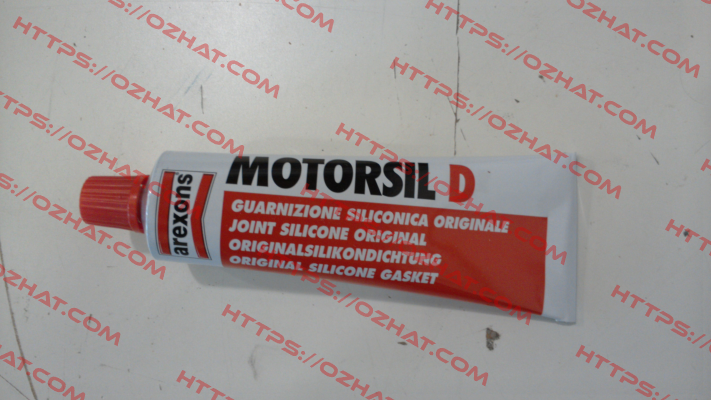 arexons
MOTORSIL D
GUARNIZIONE SILICONICA ORIGINALE
JOINT SILICONE ORIGINAL
ORIGINALSILIKONDICHTUNG
ORIGINAL SILICONE GASKET
HTTPS://OZHAT.COM
HTTPS://OZHAT.COM
HTTPS://OZHAT.COM
HTTPS://OZHAT.COM
HTTPS://OZHAT.COM
HTTPS://OZHAT.COM
HTTPS://OZHAT.COM
HTTPS://OZHAT.COM
HTTPS://OZHAT.COM